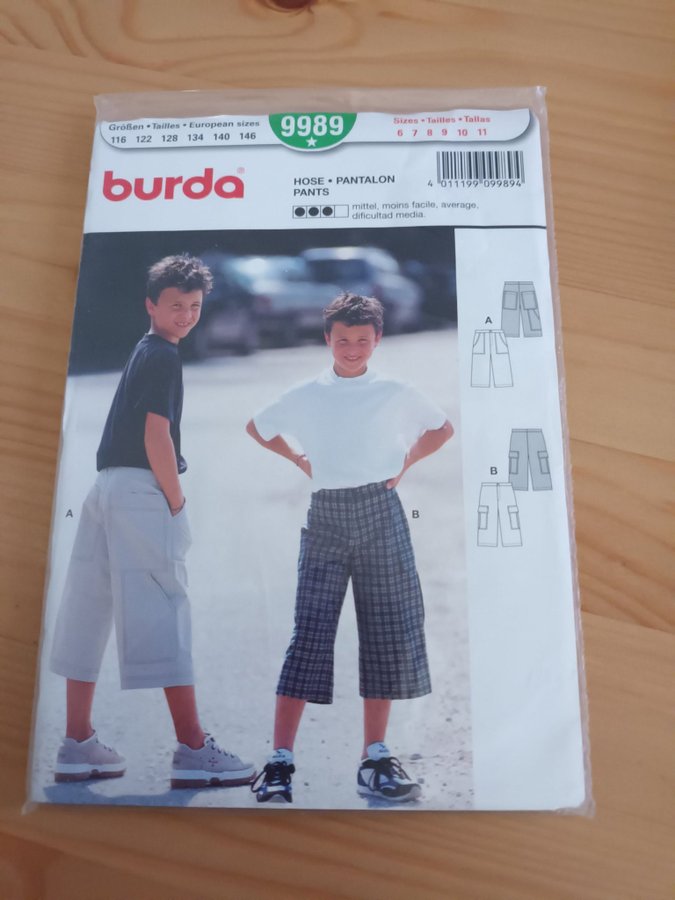 Größen • Tailles • European sizes
116 122 128 134 140 146
9989
Sizes • Tailles • Tallas
6 7 8 9 10 11
burda®
HOSE • PANTALON
PANTS
mittel, moins facile, average,
dificultad media.
4 011199 099894
A
B
A
B